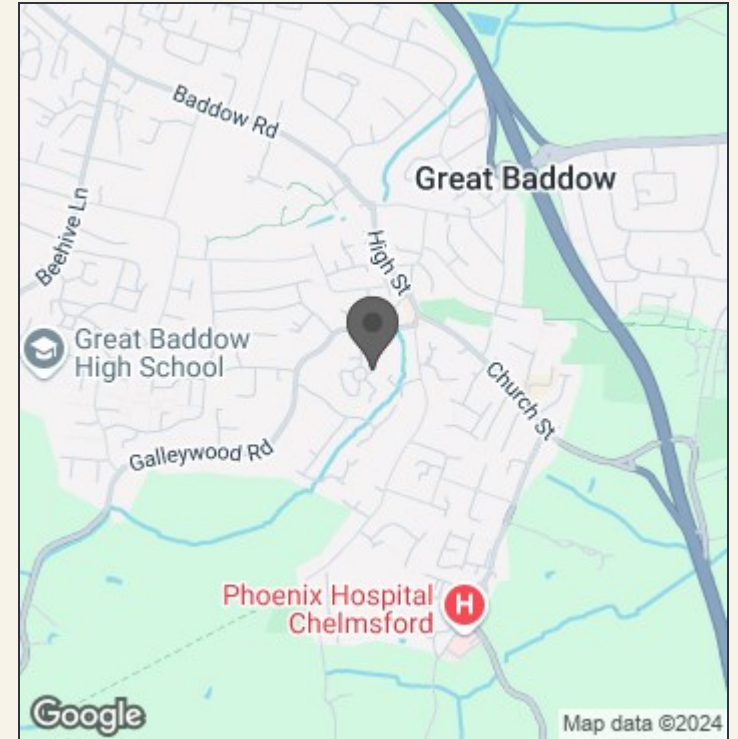 Baddow Rd
Great Baddow
Beehive Ln
High St
Great Baddow
High School
Church St
Galleywood Rd
Phoenix Hospital
Chelmsford
H
Google
Map data ©2024